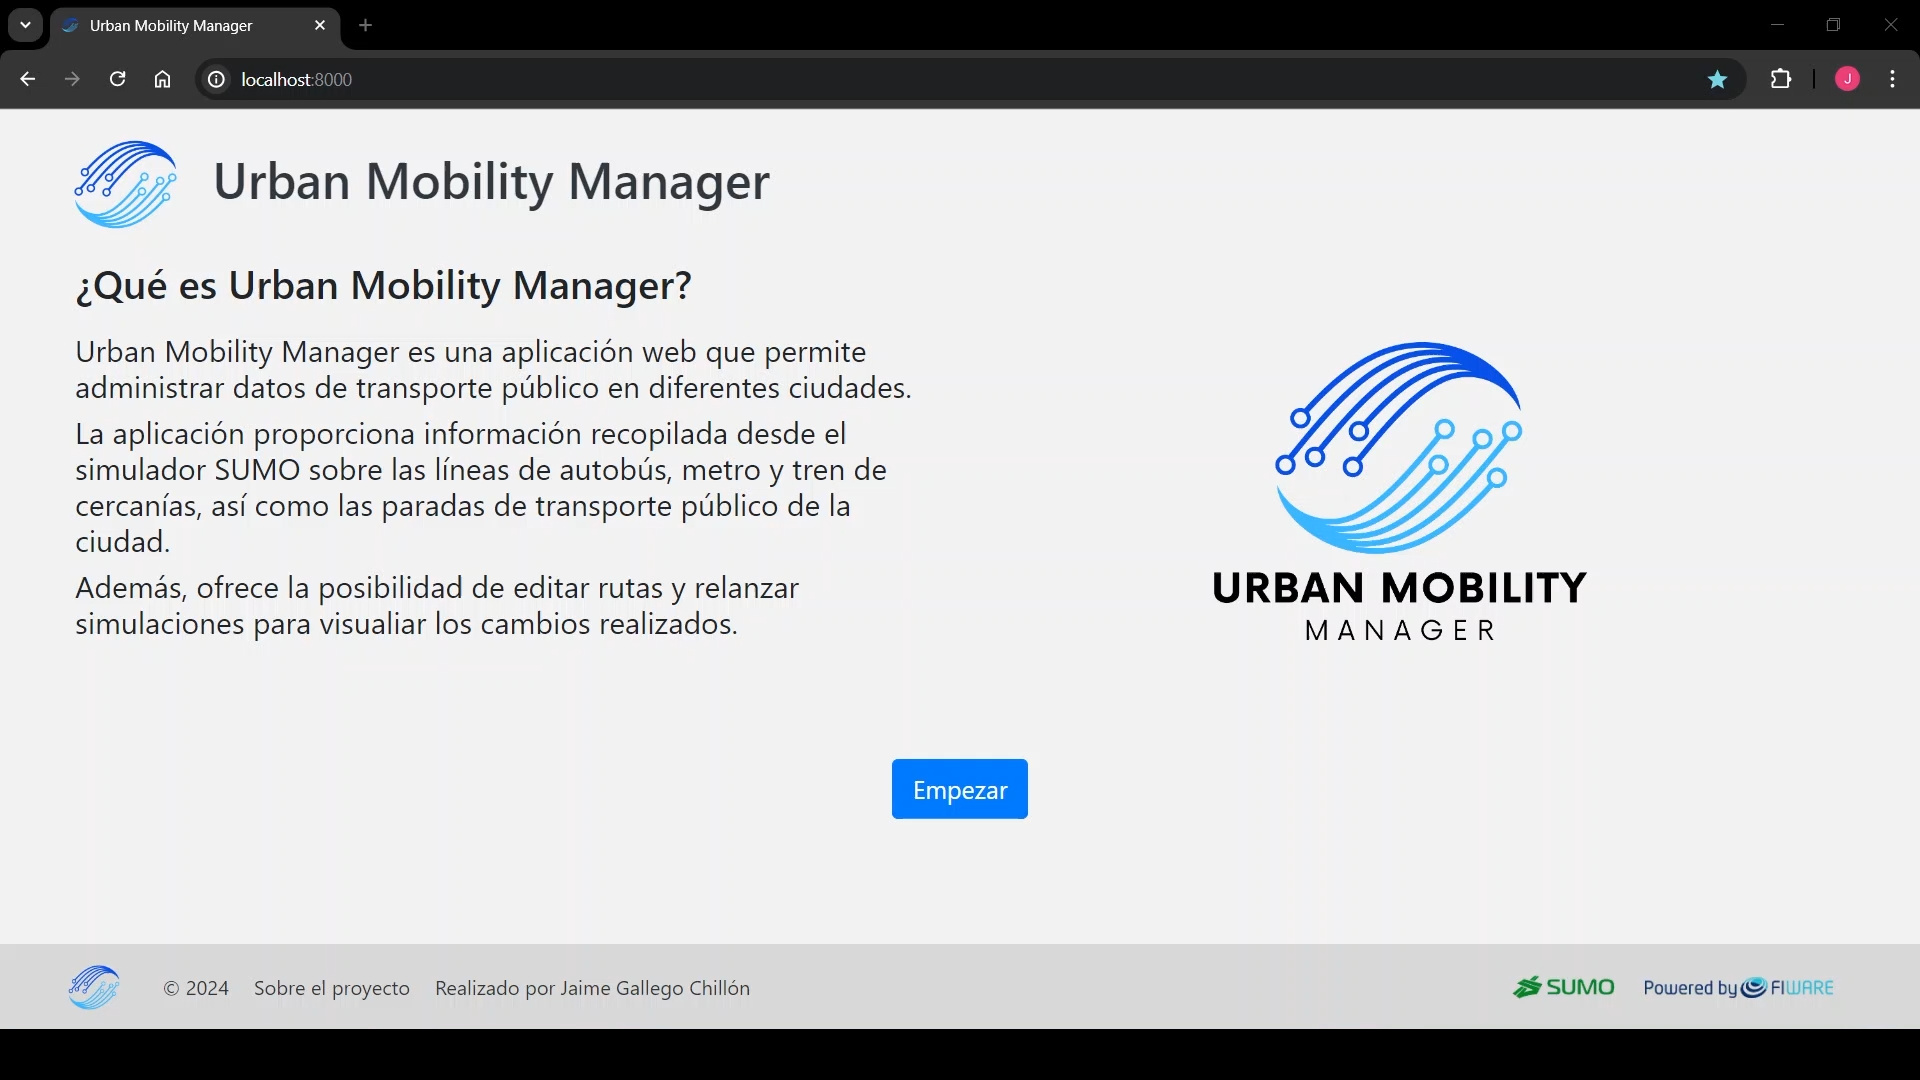 Urban Mobility Manager
localhost:8000
J
Urban Mobility Manager
¿Qué es Urban Mobility Manager?
Urban Mobility Manager es una aplicación web que permite
administrar datos de transporte público en diferentes ciudades.
La aplicación proporciona información recopilada desde el
simulador SUMO sobre las líneas de autobús, metro y tren de
cercanías, así como las paradas de transporte público de la
ciudad.
Además, ofrece la posibilidad de editar rutas y relanzar
simulaciones para visualiar los cambios realizados.
URBAN MOBILITY
MANAGER
Empezar
© 2024 Sobre el proyecto Realizado por Jaime Gallego Chillón
SUMO Powered by FIWARE